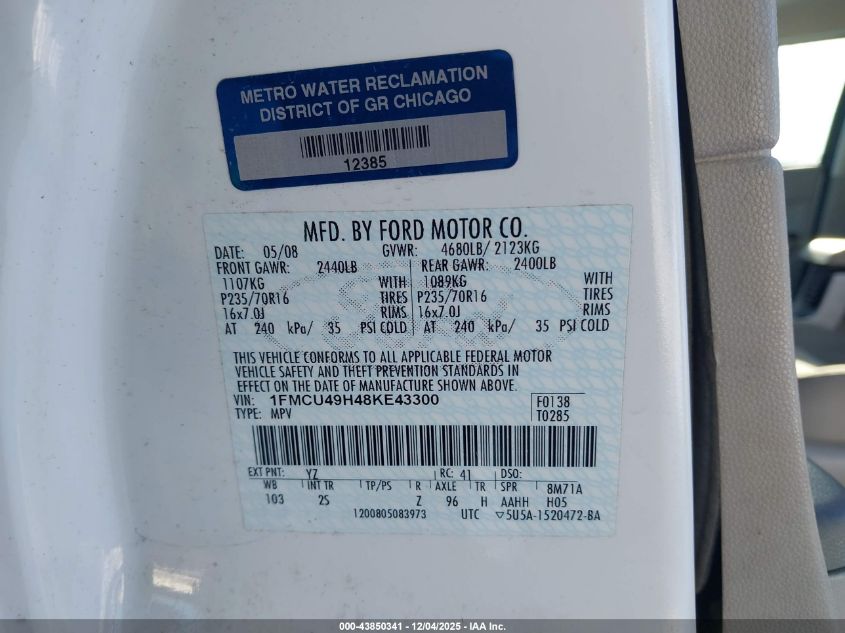 METRO WATER RECLAMATION
DISTRICT OF GR CHICAGO
12385
MFD. BY FORD MOTOR CO.
DATE: 05/08 GVWR: 4680LB/ 2123KG
FRONT GAWR: 2440LB REAR GAWR: 2400LB
1107KG WITH 1089KG WITH
P235/70R16 TIRES P235/70R16 TIRES
16x7.0J RIMS 16x7.0J RIMS
AT 240 kPa/ 35 PSI COLD AT 240 kPa/ 35 PSI COLD
THIS VEHICLE CONFORMS TO ALL APPLICABLE FEDERAL MOTOR
VEHICLE SAFETY AND THEFT PREVENTION STANDARDS IN
EFFECT ON THE DATE OF MANUFACTURE SHOWN ABOVE.
VIN: 1FMCU49H48KE43300 F0138
TYPE: MPV T0285
EXT PNT: YZ RC: 41 DSO:
WB INT TR TP/PS R AXLE TR SPR 8M71A
103 2S Z 96 H AAHH H05
1200805083973 UTC ▽5U5A-1520472-BA
000-43850341 - 12/04/2025 - IAA Inc.